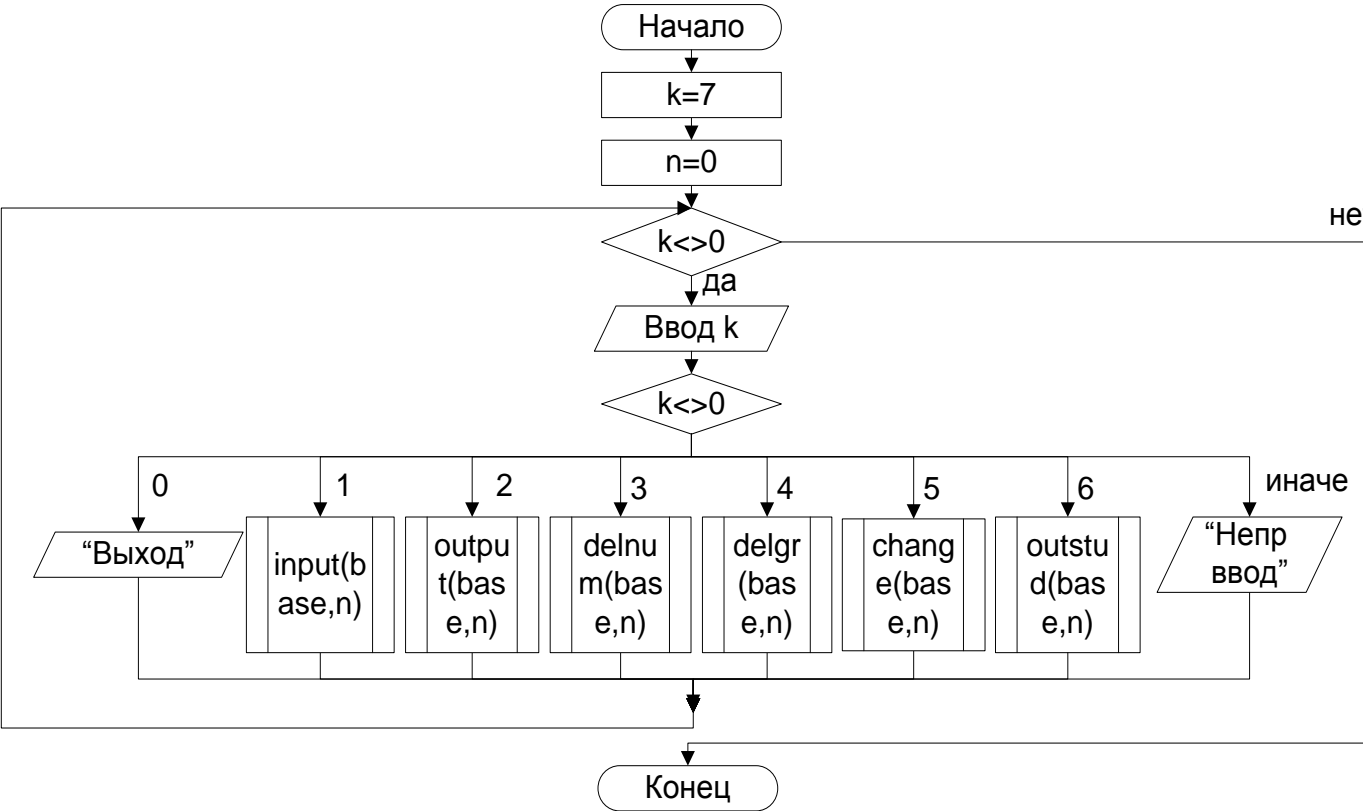 Начало
k=7
n=0
не
k<>0
да
Ввод k
k<>0
0
1
2
3
4
5
6
иначе
“Выход”
input(b
ase,n)
outpu
t(bas
e,n)
delnu
m(bas
e,n)
delgr
(bas
e,n)
chang
e(bas
e,n)
outstu
d(bas
e,n)
“Непр
ввод”
Конец